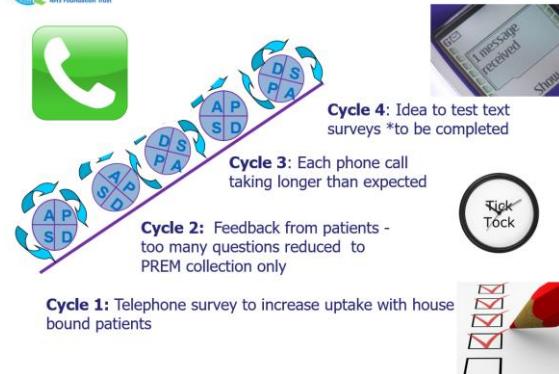 NHS Foundation Trust
1 message
received
D S
P A
A P
S D
D S
P A
A P
S D
A P
S D
Cycle 4: Idea to test text
surveys *to be completed
Cycle 3: Each phone call
taking longer than expected
Tick
Tock
Cycle 2: Feedback from patients -
too many questions reduced to
PREM collection only
Cycle 1: Telephone survey to increase uptake with house
bound patients